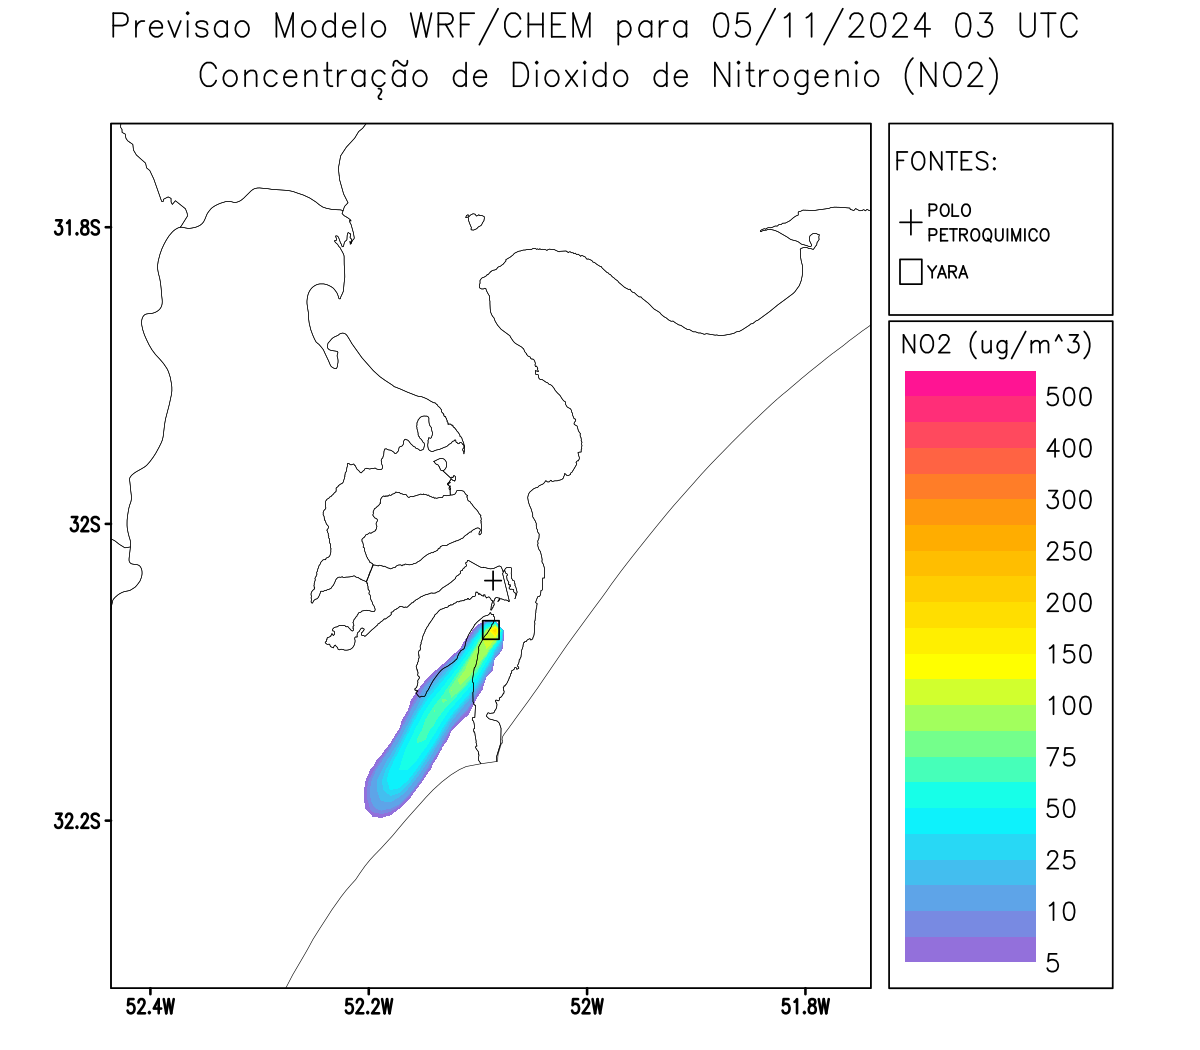 Previsao Modelo WRF/CHEM para 05/11/2024 03 UTC
Concentração de Dioxido de Nitrogenio (NO2)
FONTES:
POLO
PETROQUIMICO
YARA
NO2 (ug/m^3)
500
400
300
250
200
150
100
75
50
25
10
5
31.8S
32S
32.2S
52.4W
52.2W
52W
51.8W